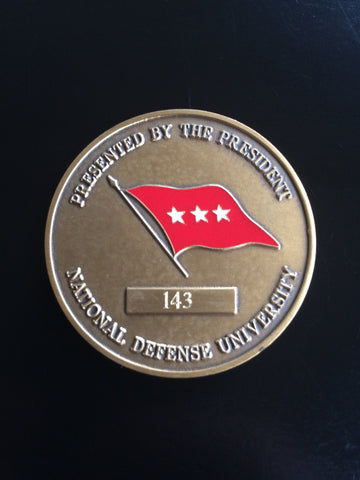 PRESENTED BY THE PRESIDENT
143
NATIONAL DEFENSE UNIVERSITY